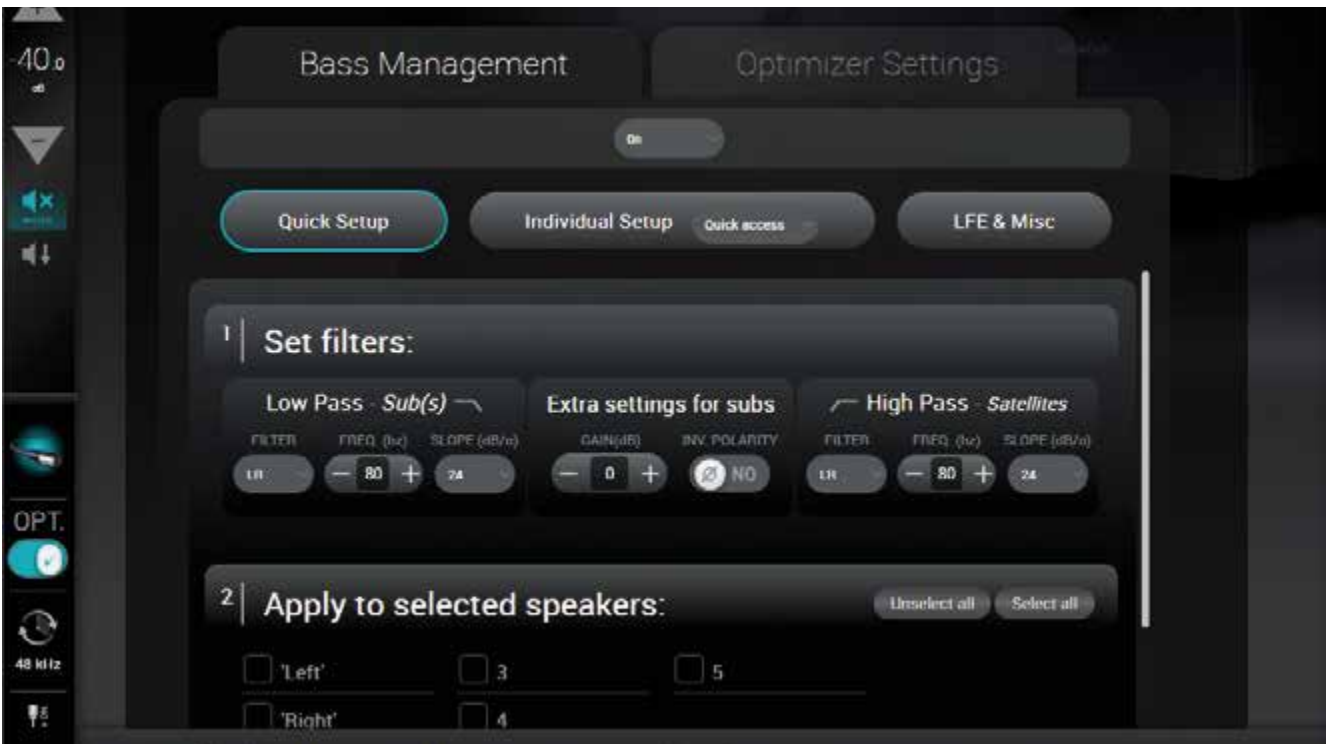 -40.0
dB
Bass Management
Optimizer Settings
On
Quick Setup
Individual Setup
Quick access
LFE & Misc
1
Set filters:
Low Pass - Sub(s)
Extra settings for subs
High Pass - Satellites
FILTER FREQ. (hz) SLOPE (dB/o)
GAIN(dB) INV. POLARITY
FILTER FREQ. (hz) SLOPE (dB/o)
LR − 80 + 24
− 0 + Ø NO
LR − 80 + 24
OPT.
2
Apply to selected speakers:
Unselect all
Select all
48 kHz
'Left' 3 5
'Right' 4